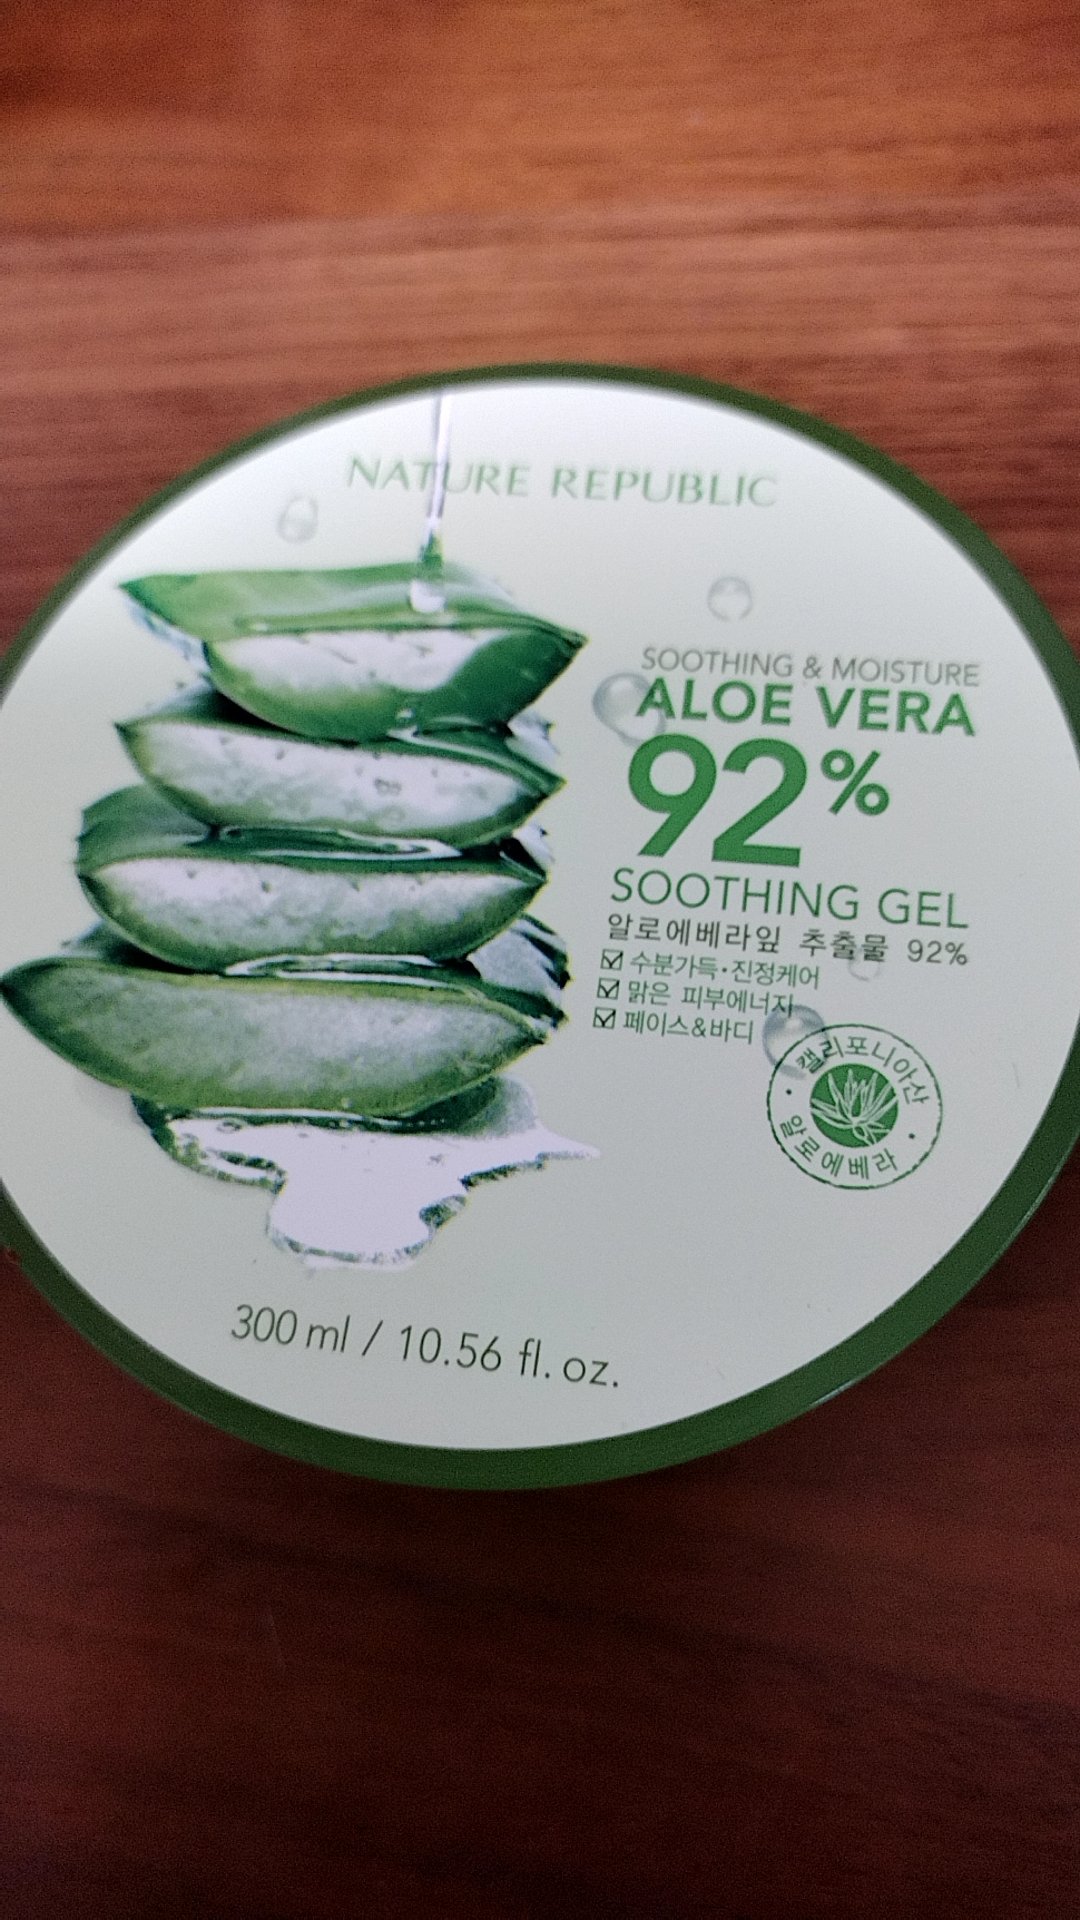 NATURE REPUBLIC
SOOTHING & MOISTURE
ALOE VERA
92%
SOOTHING GEL
알로에베라잎 추출물 92%
☑ 수분가득·진정케어
☑ 맑은 피부에너지
☑ 페이스&바디
캘리포니아산
알로에베라
300 ml / 10.56 fl. oz.